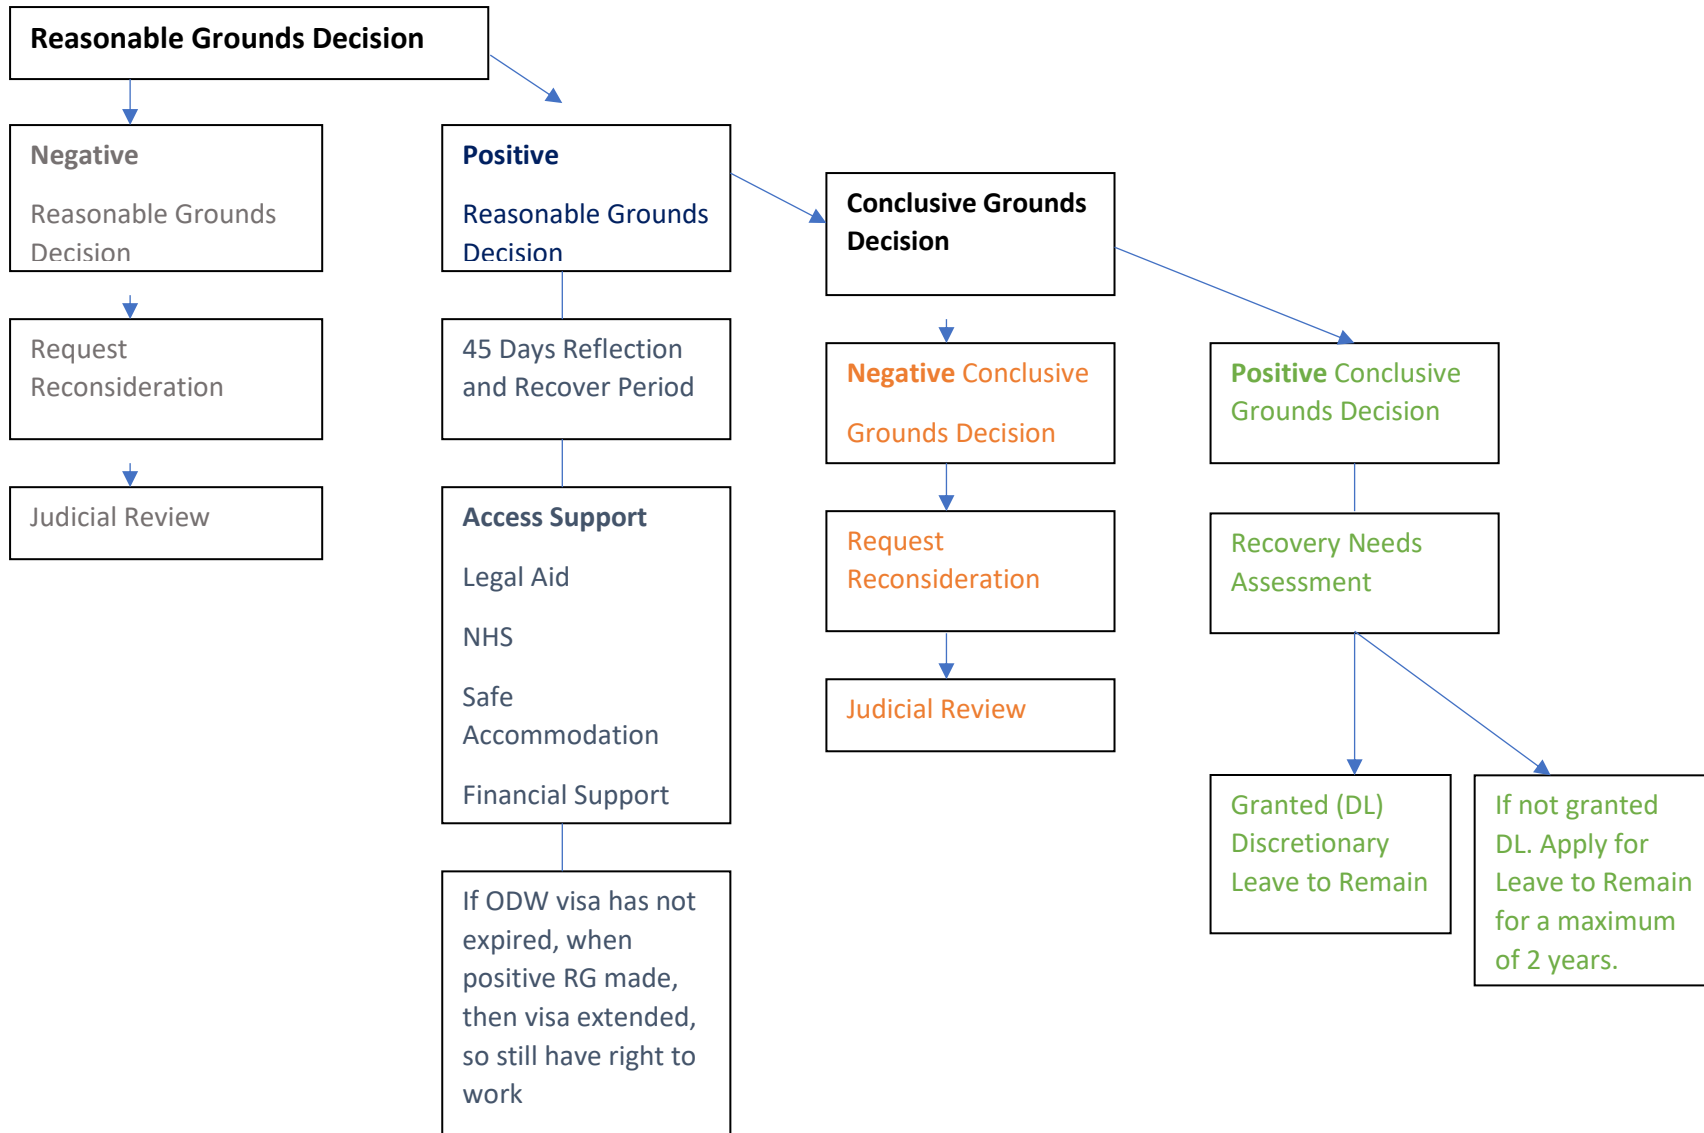 Reasonable Grounds Decision
Negative
Reasonable Grounds
Decision
Request
Reconsideration
Judicial Review
Positive
Reasonable Grounds
Decision
45 Days Reflection
and Recover Period
Access Support
Legal Aid
NHS
Safe
Accommodation
Financial Support
If ODW visa has not
expired, when
positive RG made,
then visa extended,
so still have right to
work
Conclusive Grounds
Decision
Negative Conclusive
Grounds Decision
Request
Reconsideration
Judicial Review
Positive Conclusive
Grounds Decision
Recovery Needs
Assessment
Granted (DL)
Discretionary
Leave to Remain
If not granted
DL. Apply for
Leave to Remain
for a maximum
of 2 years.